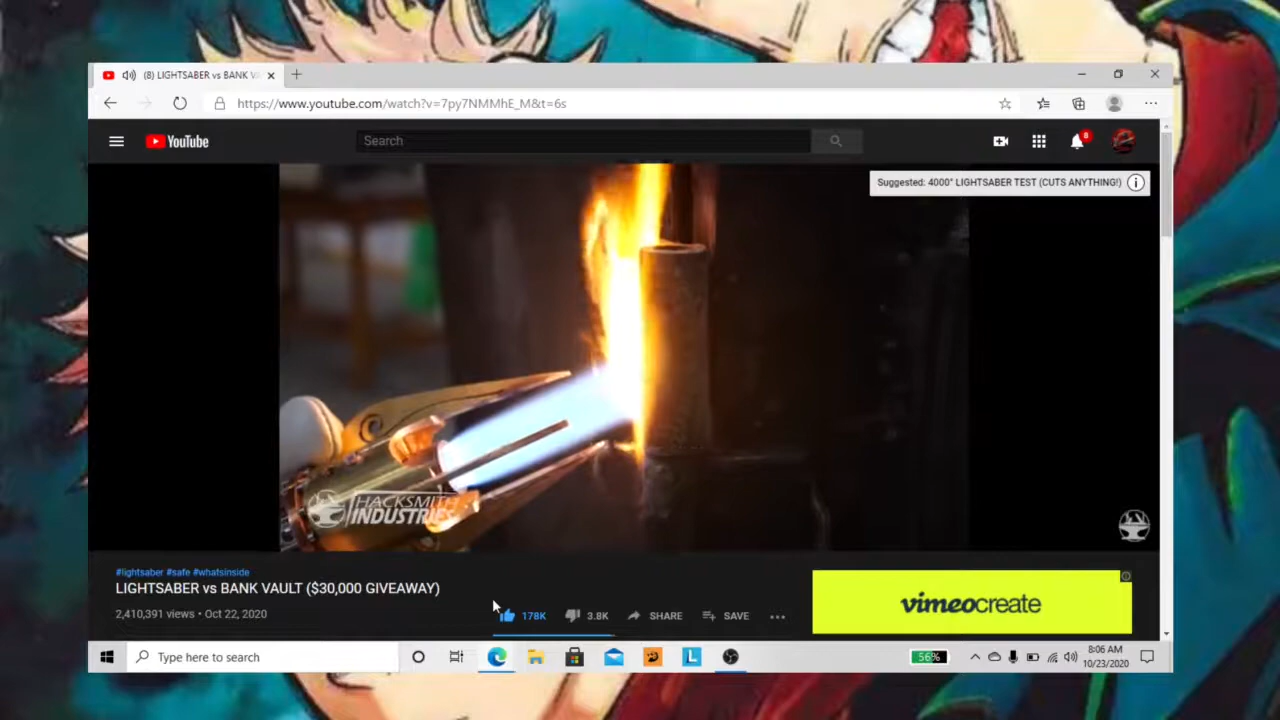 (8) LIGHTSABER vs BANK V
https://www.youtube.com/watch?v=7py7NMMhE_M&t=6s
YouTube
Search
8
Suggested: 4000° LIGHTSABER TEST (CUTS ANYTHING!)
HACKSMITH
INDUSTRIES
#lightsaber #safe #whatsinside
LIGHTSABER vs BANK VAULT ($30,000 GIVEAWAY)
2,410,391 views • Oct 22, 2020
178K
3.8K
SHARE
SAVE
vimeocreate
Type here to search
L
56%
8:06 AM
10/23/2020